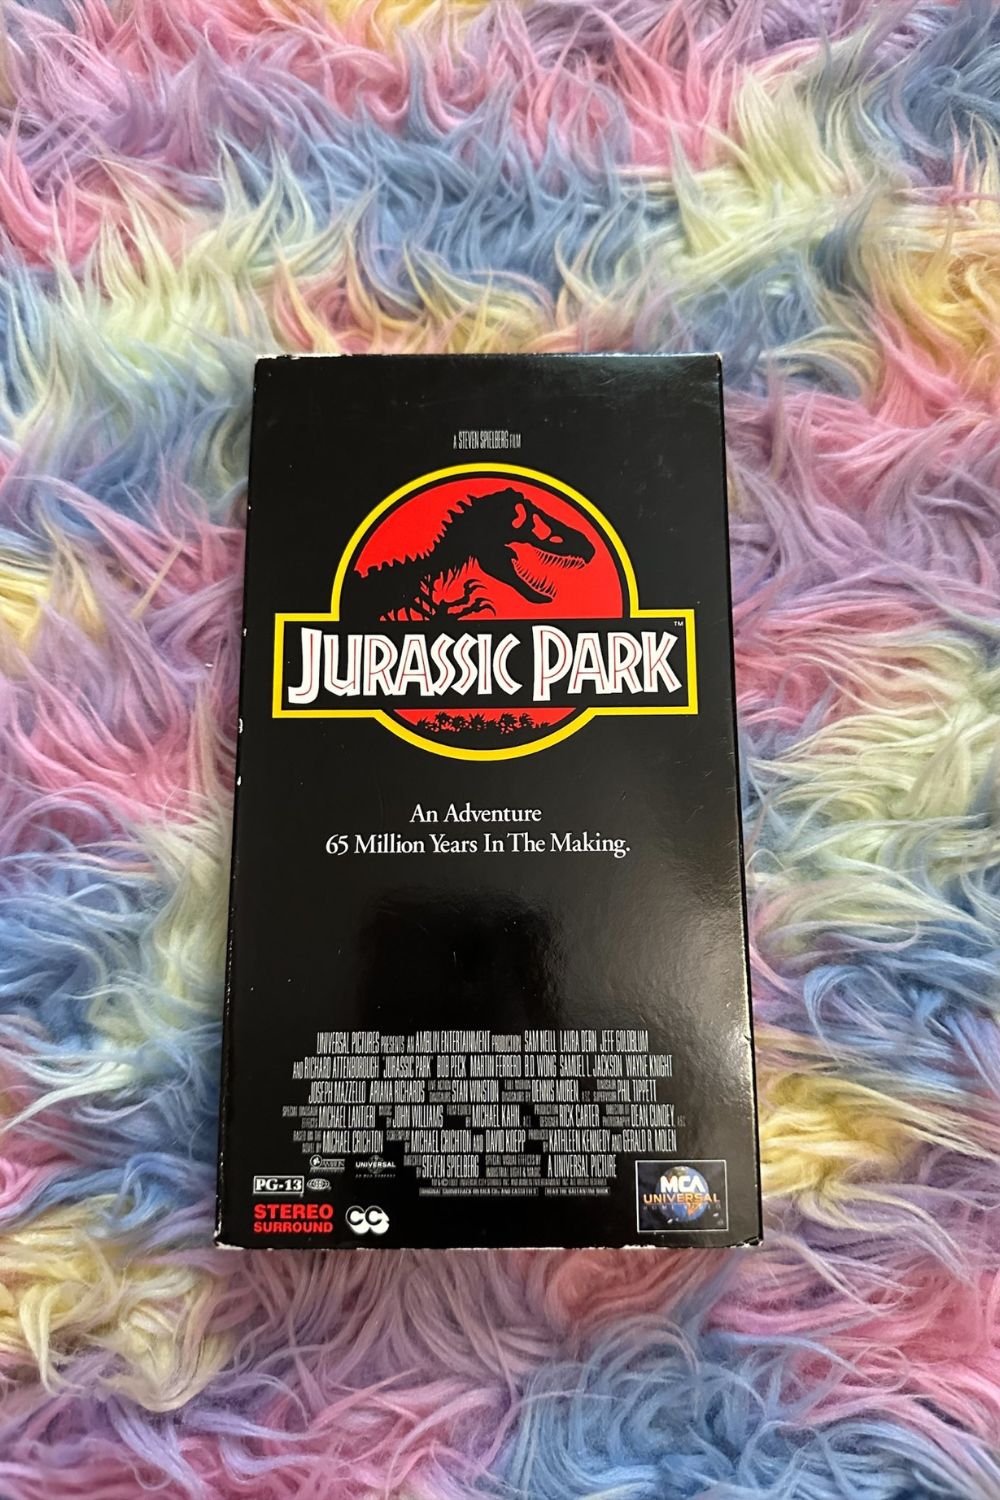 A STEVEN SPIELBERG FILM
JURASSIC PARK
TM
An Adventure
65 Million Years In The Making.
UNIVERSAL PICTURES PRESENTS AN AMBLIN ENTERTAINMENT PRODUCTION SAM NEILL LAURA DERN JEFF GOLDBLUM
AND RICHARD ATTENBOROUGH "JURASSIC PARK" BOB PECK MARTIN FERRERO B.D. WONG SAMUEL L. JACKSON WAYNE KNIGHT
JOSEPH MAZZELLO ARIANA RICHARDS STAN WINSTON DENNIS MUREN PHIL TIPPETT
MICHAEL LANTIERI JOHN WILLIAMS MICHAEL KAHN RICK CARTER DEAN CUNDEY
MICHAEL CRICHTON MICHAEL CRICHTON AND DAVID KOEPP KATHLEEN KENNEDY AND GERALD R. MOLEN
STEVEN SPIELBERG A UNIVERSAL PICTURE
UNIVERSAL
PG-13
STEREO
SURROUND
CC
MCA
UNIVERSAL
HOME VIDEO